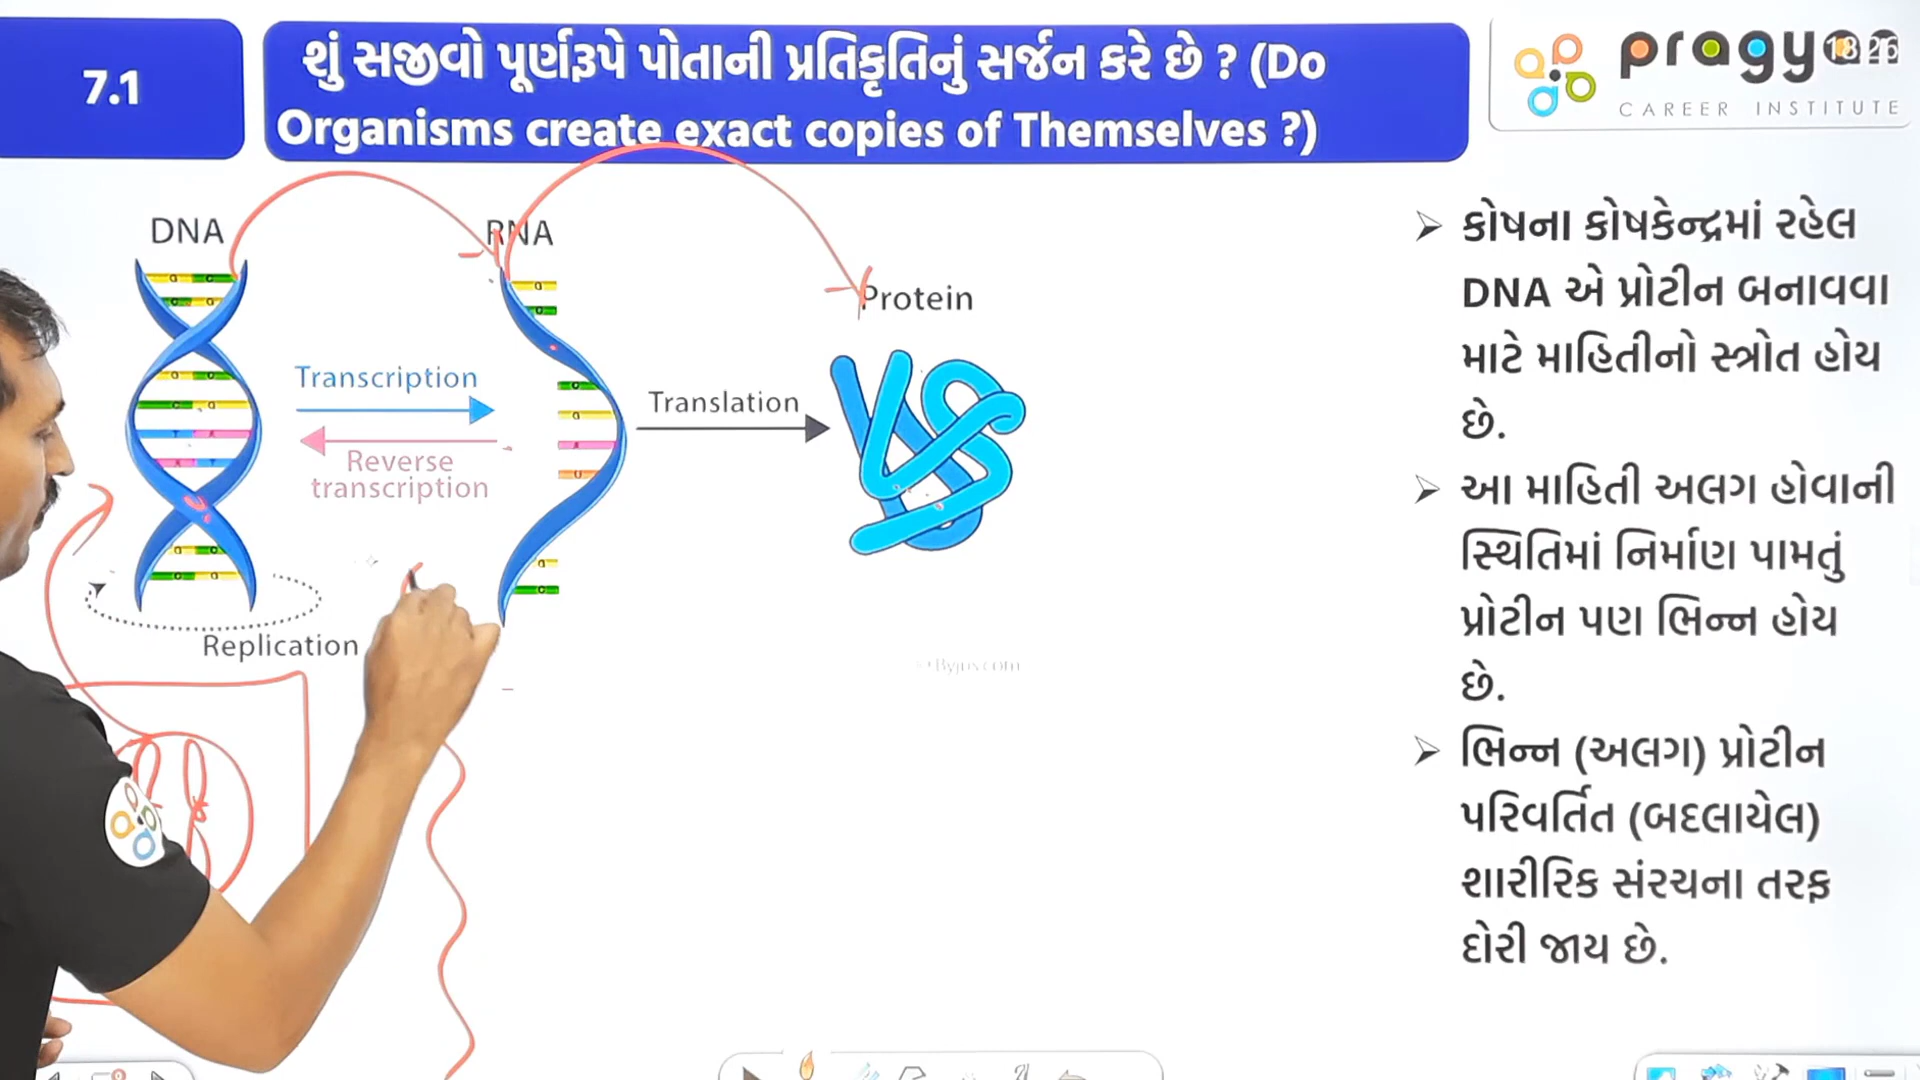 7.1
શું સજીવો પૂર્ણરૂપે પોતાની પ્રતિકૃતિનું સર્જન કરે છે ? (Do
Organisms create exact copies of Themselves ?)
CAREER INSTITUTE
DNA
RNA
Protein
Transcription
Reverse
transcription
Translation
Replication
કોષના કોષકેન્દ્રમાં રહેલ
DNA એ પ્રોટીન બનાવવા
માટે માહિતીનો સ્ત્રોત હોય
છે.
આ માહિતી અલગ હોવાની
સ્થિતિમાં નિર્માણ પામતું
પ્રોટીન પણ ભિન્ન હોય
છે.
ભિન્ન (અલગ) પ્રોટીન
પરિવર્તિત (બદલાયેલ)
શારીરિક સંરચના તરફ
દોરી જાય છે.